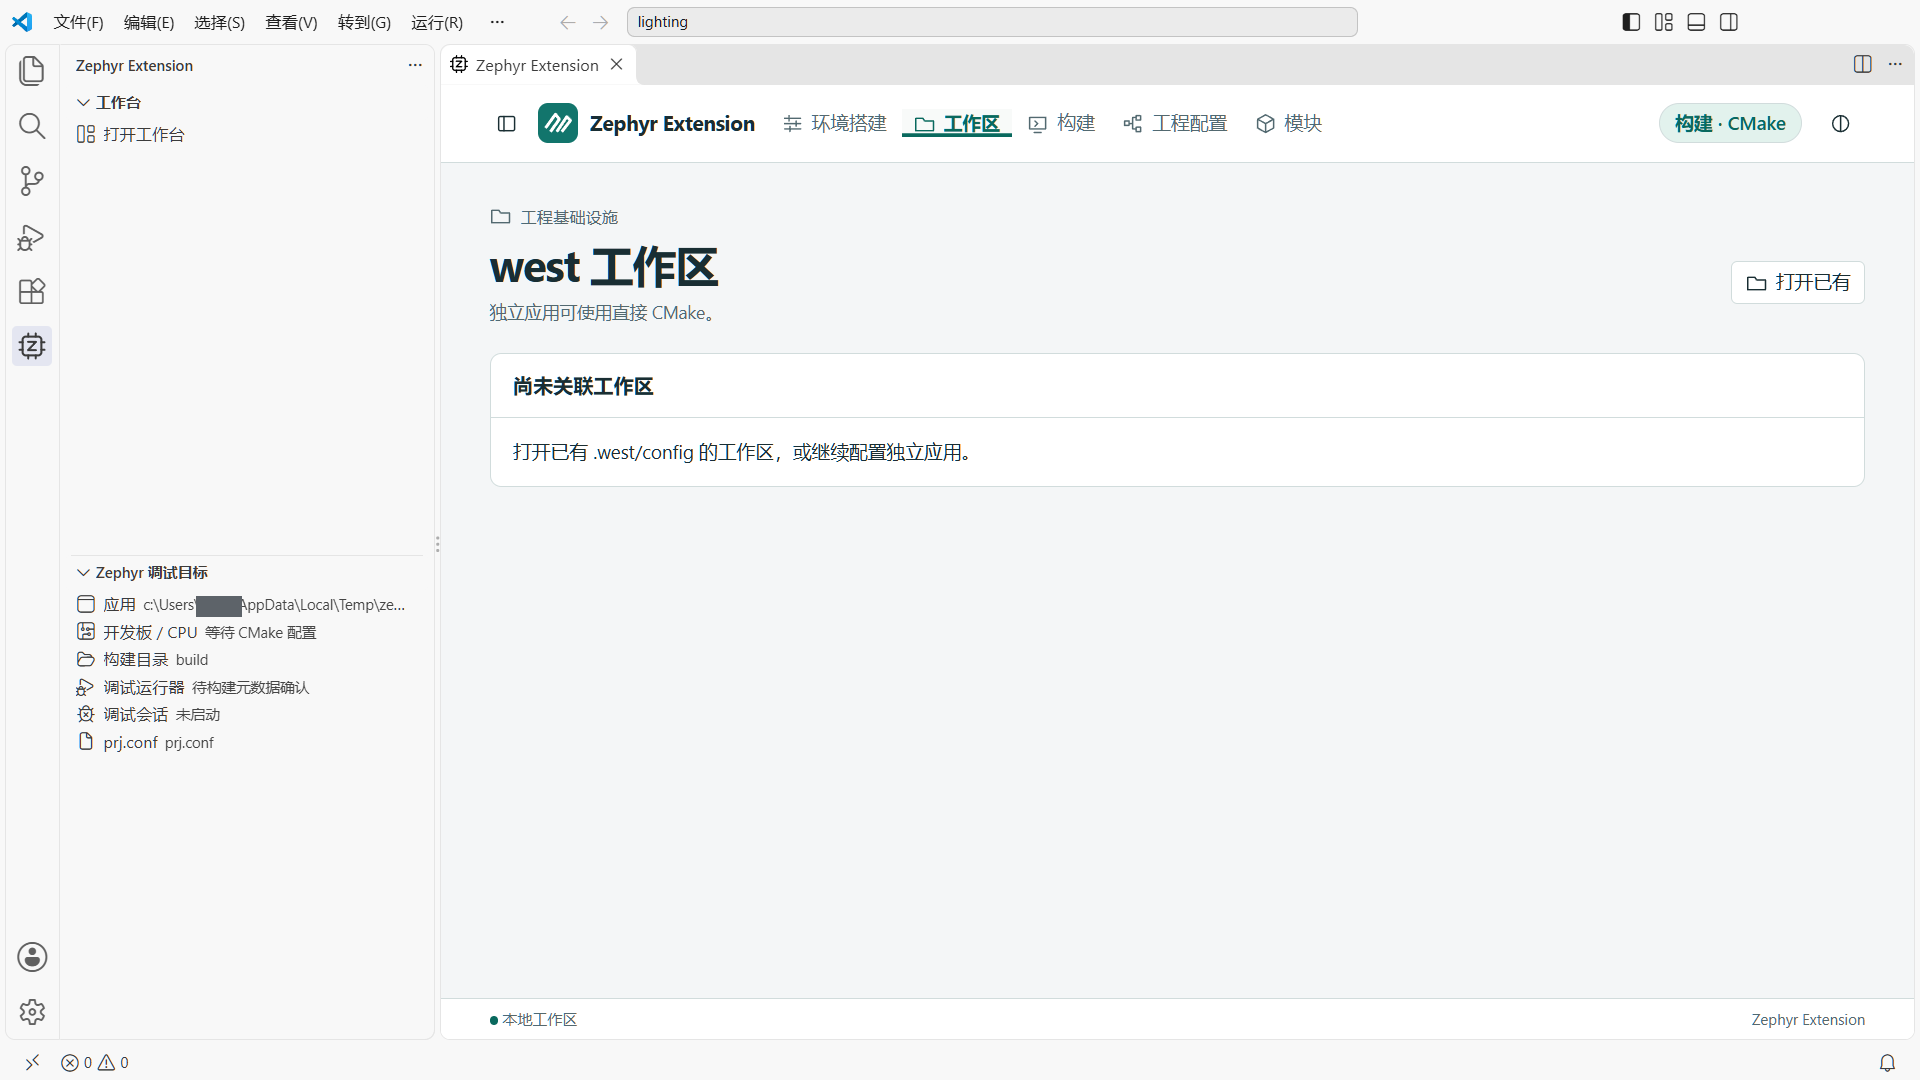 文件(F) 编辑(E) 选择(S) 查看(V) 转到(G) 运行(R) ··· lighting
Zephyr Extension ···
工作台
打开工作台
Zephyr 调试目标
应用 c:\Users\ AppData\Local\Temp\ze...
开发板 / CPU 等待 CMake 配置
构建目录 build
调试运行器 待构建元数据确认
调试会话 未启动
prj.conf prj.conf
Zephyr Extension
Zephyr Extension 环境搭建 工作区 构建 工程配置 模块 构建 · CMake
工程基础设施
west 工作区
独立应用可使用直接 CMake。
打开已有
尚未关联工作区
打开已有 .west/config 的工作区，或继续配置独立应用。
本地工作区 Zephyr Extension
0 0